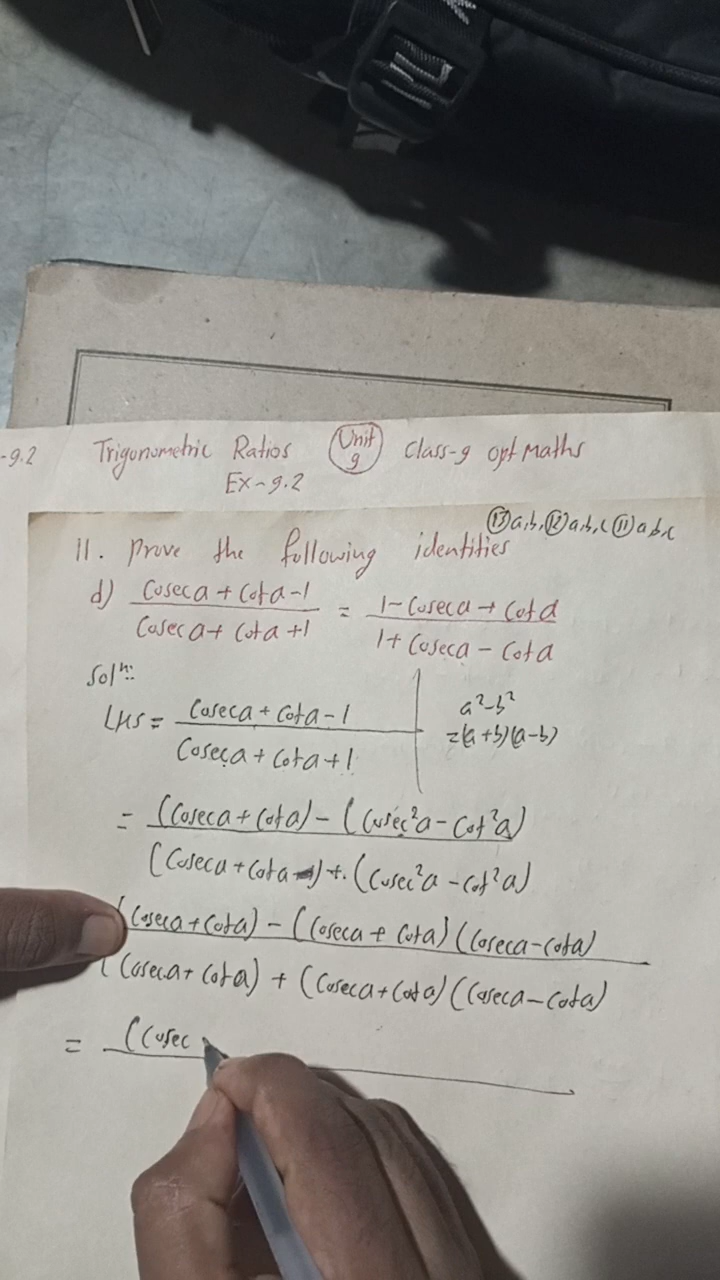 -9.2 Trigonometric Ratios Unit 9 Class-9 opt Maths
Ex-9.2
(13) a,b, (12) a,b,c (11) a b,c
11. Prove the following identities
d) (Coseca + Cota - 1)/(Coseca + Cota + 1) = (1 - Coseca + Cota)/(1 + Coseca - Cota)
Solⁿ:
LHS = (Coseca + Cota - 1)/(Coseca + Cota + 1)
a² - b²
= (a + b)(a - b)
= ((Coseca + Cota) - (Cosec²a - Cot²a))/((Coseca + Cota) + (Cosec²a - Cot²a))
((Coseca + Cota) - (Coseca + Cota)(Coseca - Cota))/((Coseca + Cota) + (Coseca + Cota)(Coseca - Cota))
= (Cosec